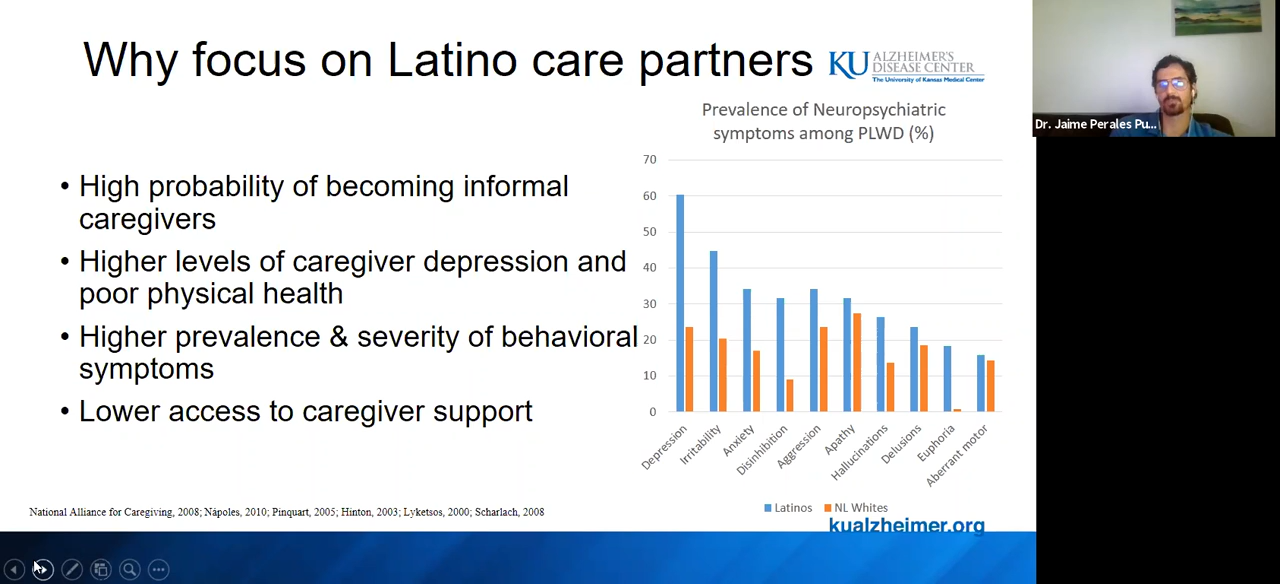 Why focus on Latino care partners
KU ALZHEIMER'S
DISEASE CENTER
The University of Kansas Medical Center
Dr. Jaime Perales Pu...
• High probability of becoming informal
caregivers
• Higher levels of caregiver depression and
poor physical health
• Higher prevalence & severity of behavioral
symptoms
• Lower access to caregiver support
Prevalence of Neuropsychiatric
symptoms among PLWD (%)
70
60
50
40
30
20
10
0
Depression
Irritability
Anxiety
Disinhibition
Aggression
Apathy
Hallucinations
Delusions
Euphoria
Aberrant motor
Latinos
NL Whites
National Alliance for Caregiving, 2008; Nápoles, 2010; Pinquart, 2005; Hinton, 2003; Lyketsos, 2000; Scharlach, 2008
kualzheimer.org